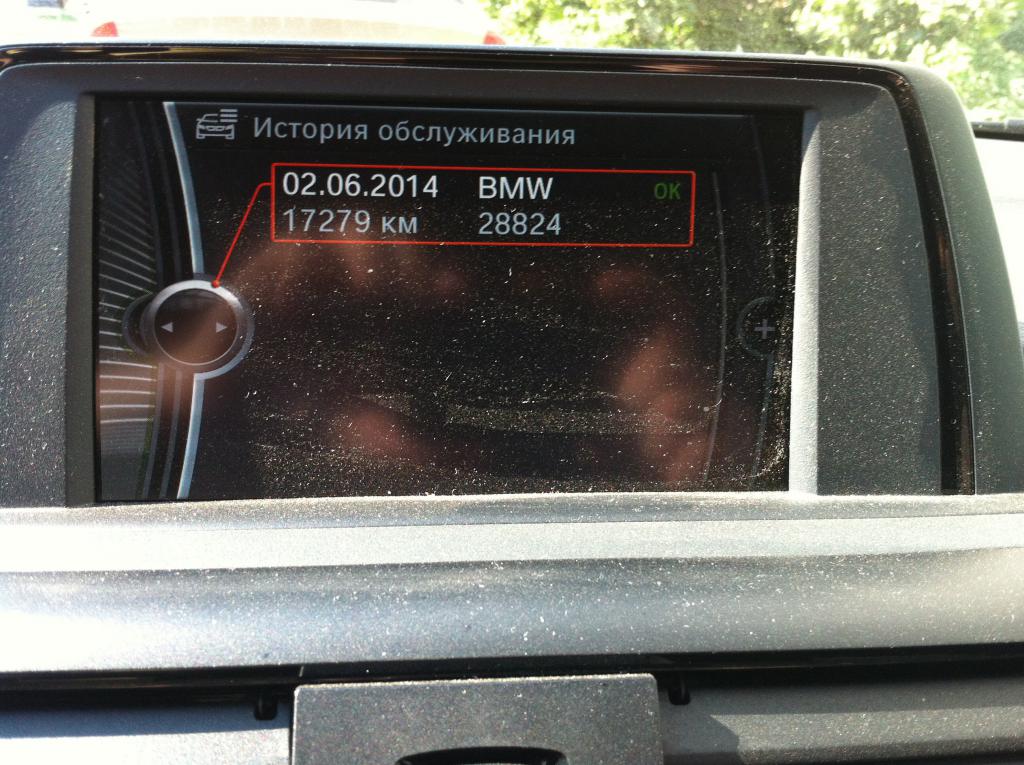 История обслуживания
02.06.2014 BMW OK
17279 км 28824